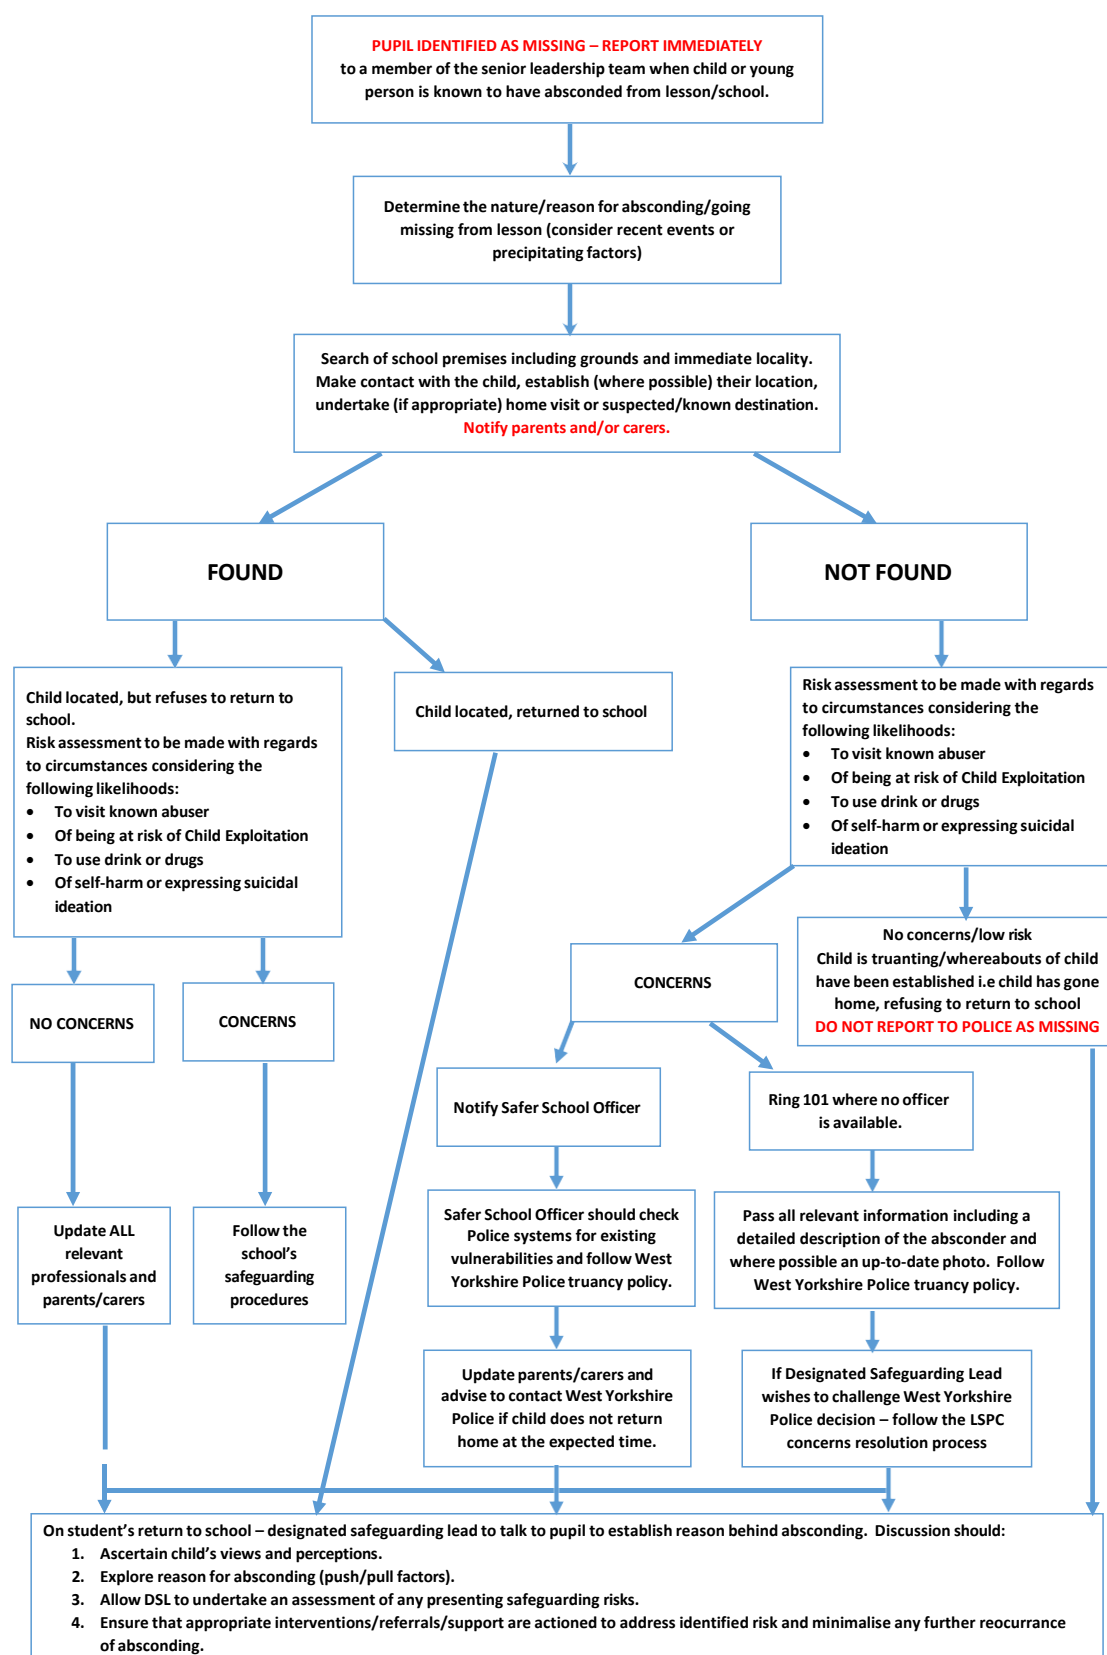 PUPIL IDENTIFIED AS MISSING – REPORT IMMEDIATELY
to a member of the senior leadership team when child or young
person is known to have absconded from lesson/school.
Determine the nature/reason for absconding/going
missing from lesson (consider recent events or
precipitating factors)
Search of school premises including grounds and immediate locality.
Make contact with the child, establish (where possible) their location,
undertake (if appropriate) home visit or suspected/known destination.
Notify parents and/or carers.
FOUND
NOT FOUND
Child located, but refuses to return to
school.
Risk assessment to be made with regards
to circumstances considering the
following likelihoods:
• To visit known abuser
• Of being at risk of Child Exploitation
• To use drink or drugs
• Of self-harm or expressing suicidal
ideation
Child located, returned to school
Risk assessment to be made with regards
to circumstances considering the
following likelihoods:
• To visit known abuser
• Of being at risk of Child Exploitation
• To use drink or drugs
• Of self-harm or expressing suicidal
ideation
NO CONCERNS
CONCERNS
CONCERNS
No concerns/low risk
Child is truanting/whereabouts of child
have been established i.e child has gone
home, refusing to return to school
DO NOT REPORT TO POLICE AS MISSING
Notify Safer School Officer
Ring 101 where no officer
is available.
Update ALL
relevant
professionals and
parents/carers
Follow the
school's
safeguarding
procedures
Safer School Officer should check
Police systems for existing
vulnerabilities and follow West
Yorkshire Police truancy policy.
Pass all relevant information including a
detailed description of the absconder and
where possible an up-to-date photo. Follow
West Yorkshire Police truancy policy.
Update parents/carers and
advise to contact West Yorkshire
Police if child does not return
home at the expected time.
If Designated Safeguarding Lead
wishes to challenge West Yorkshire
Police decision – follow the LSPC
concerns resolution process
On student's return to school – designated safeguarding lead to talk to pupil to establish reason behind absconding. Discussion should:
1. Ascertain child's views and perceptions.
2. Explore reason for absconding (push/pull factors).
3. Allow DSL to undertake an assessment of any presenting safeguarding risks.
4. Ensure that appropriate interventions/referrals/support are actioned to address identified risk and minimalise any further reocurrance
of absconding.